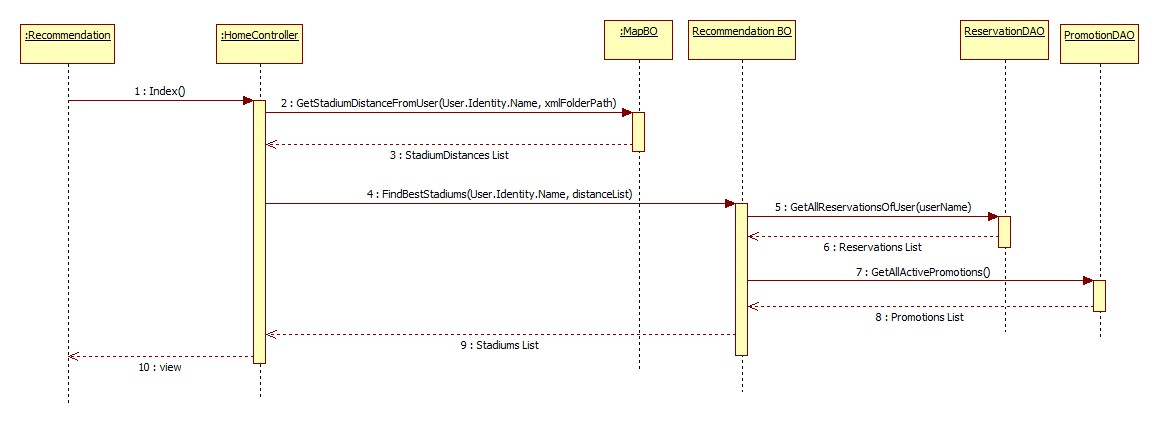 :Recommendation
:HomeController
:MapBO
Recommendation BO
ReservationDAO
PromotionDAO
1 : Index()
2 : GetStadiumDistanceFromUser(User.Identity.Name, xmlFolderPath)
3 : StadiumDistances List
4 : FindBestStadiums(User.Identity.Name, distanceList)
5 : GetAllReservationsOfUser(userName)
6 : Reservations List
7 : GetAllActivePromotions()
8 : Promotions List
9 : Stadiums List
10 : view